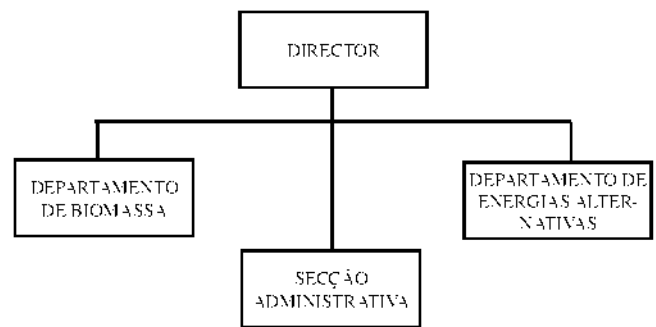 DIRECTOR
DEPARTAMENTO
DE BIOMASSA
DEPARTAMENTO DE
ENERGIAS ALTER-
NATIVAS
SECÇÃO
ADMINISTRATIVA